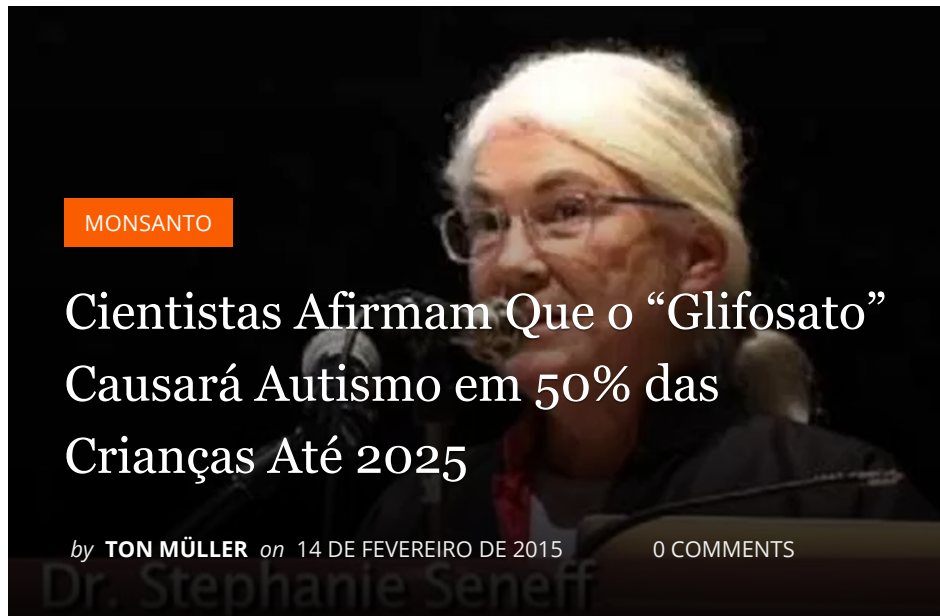 MONSANTO
Cientistas Afirmam Que o “Glifosato”
Causará Autismo em 50% das
Crianças Até 2025
by TON MÜLLER on 14 DE FEVEREIRO DE 2015 0 COMMENTS
Dr. Stephanie Seneff